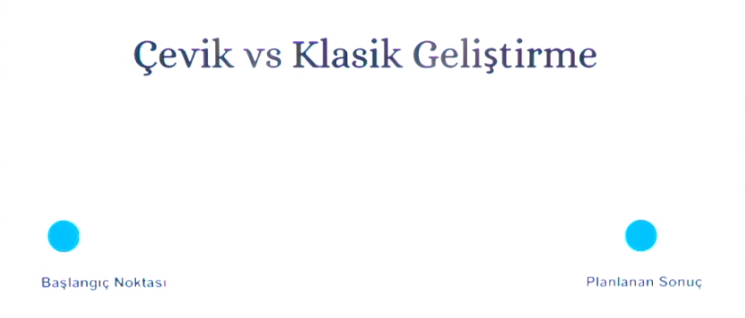 Çevik vs Klasik Geliştirme
Başlangıç Noktası
Planlanan Sonuç